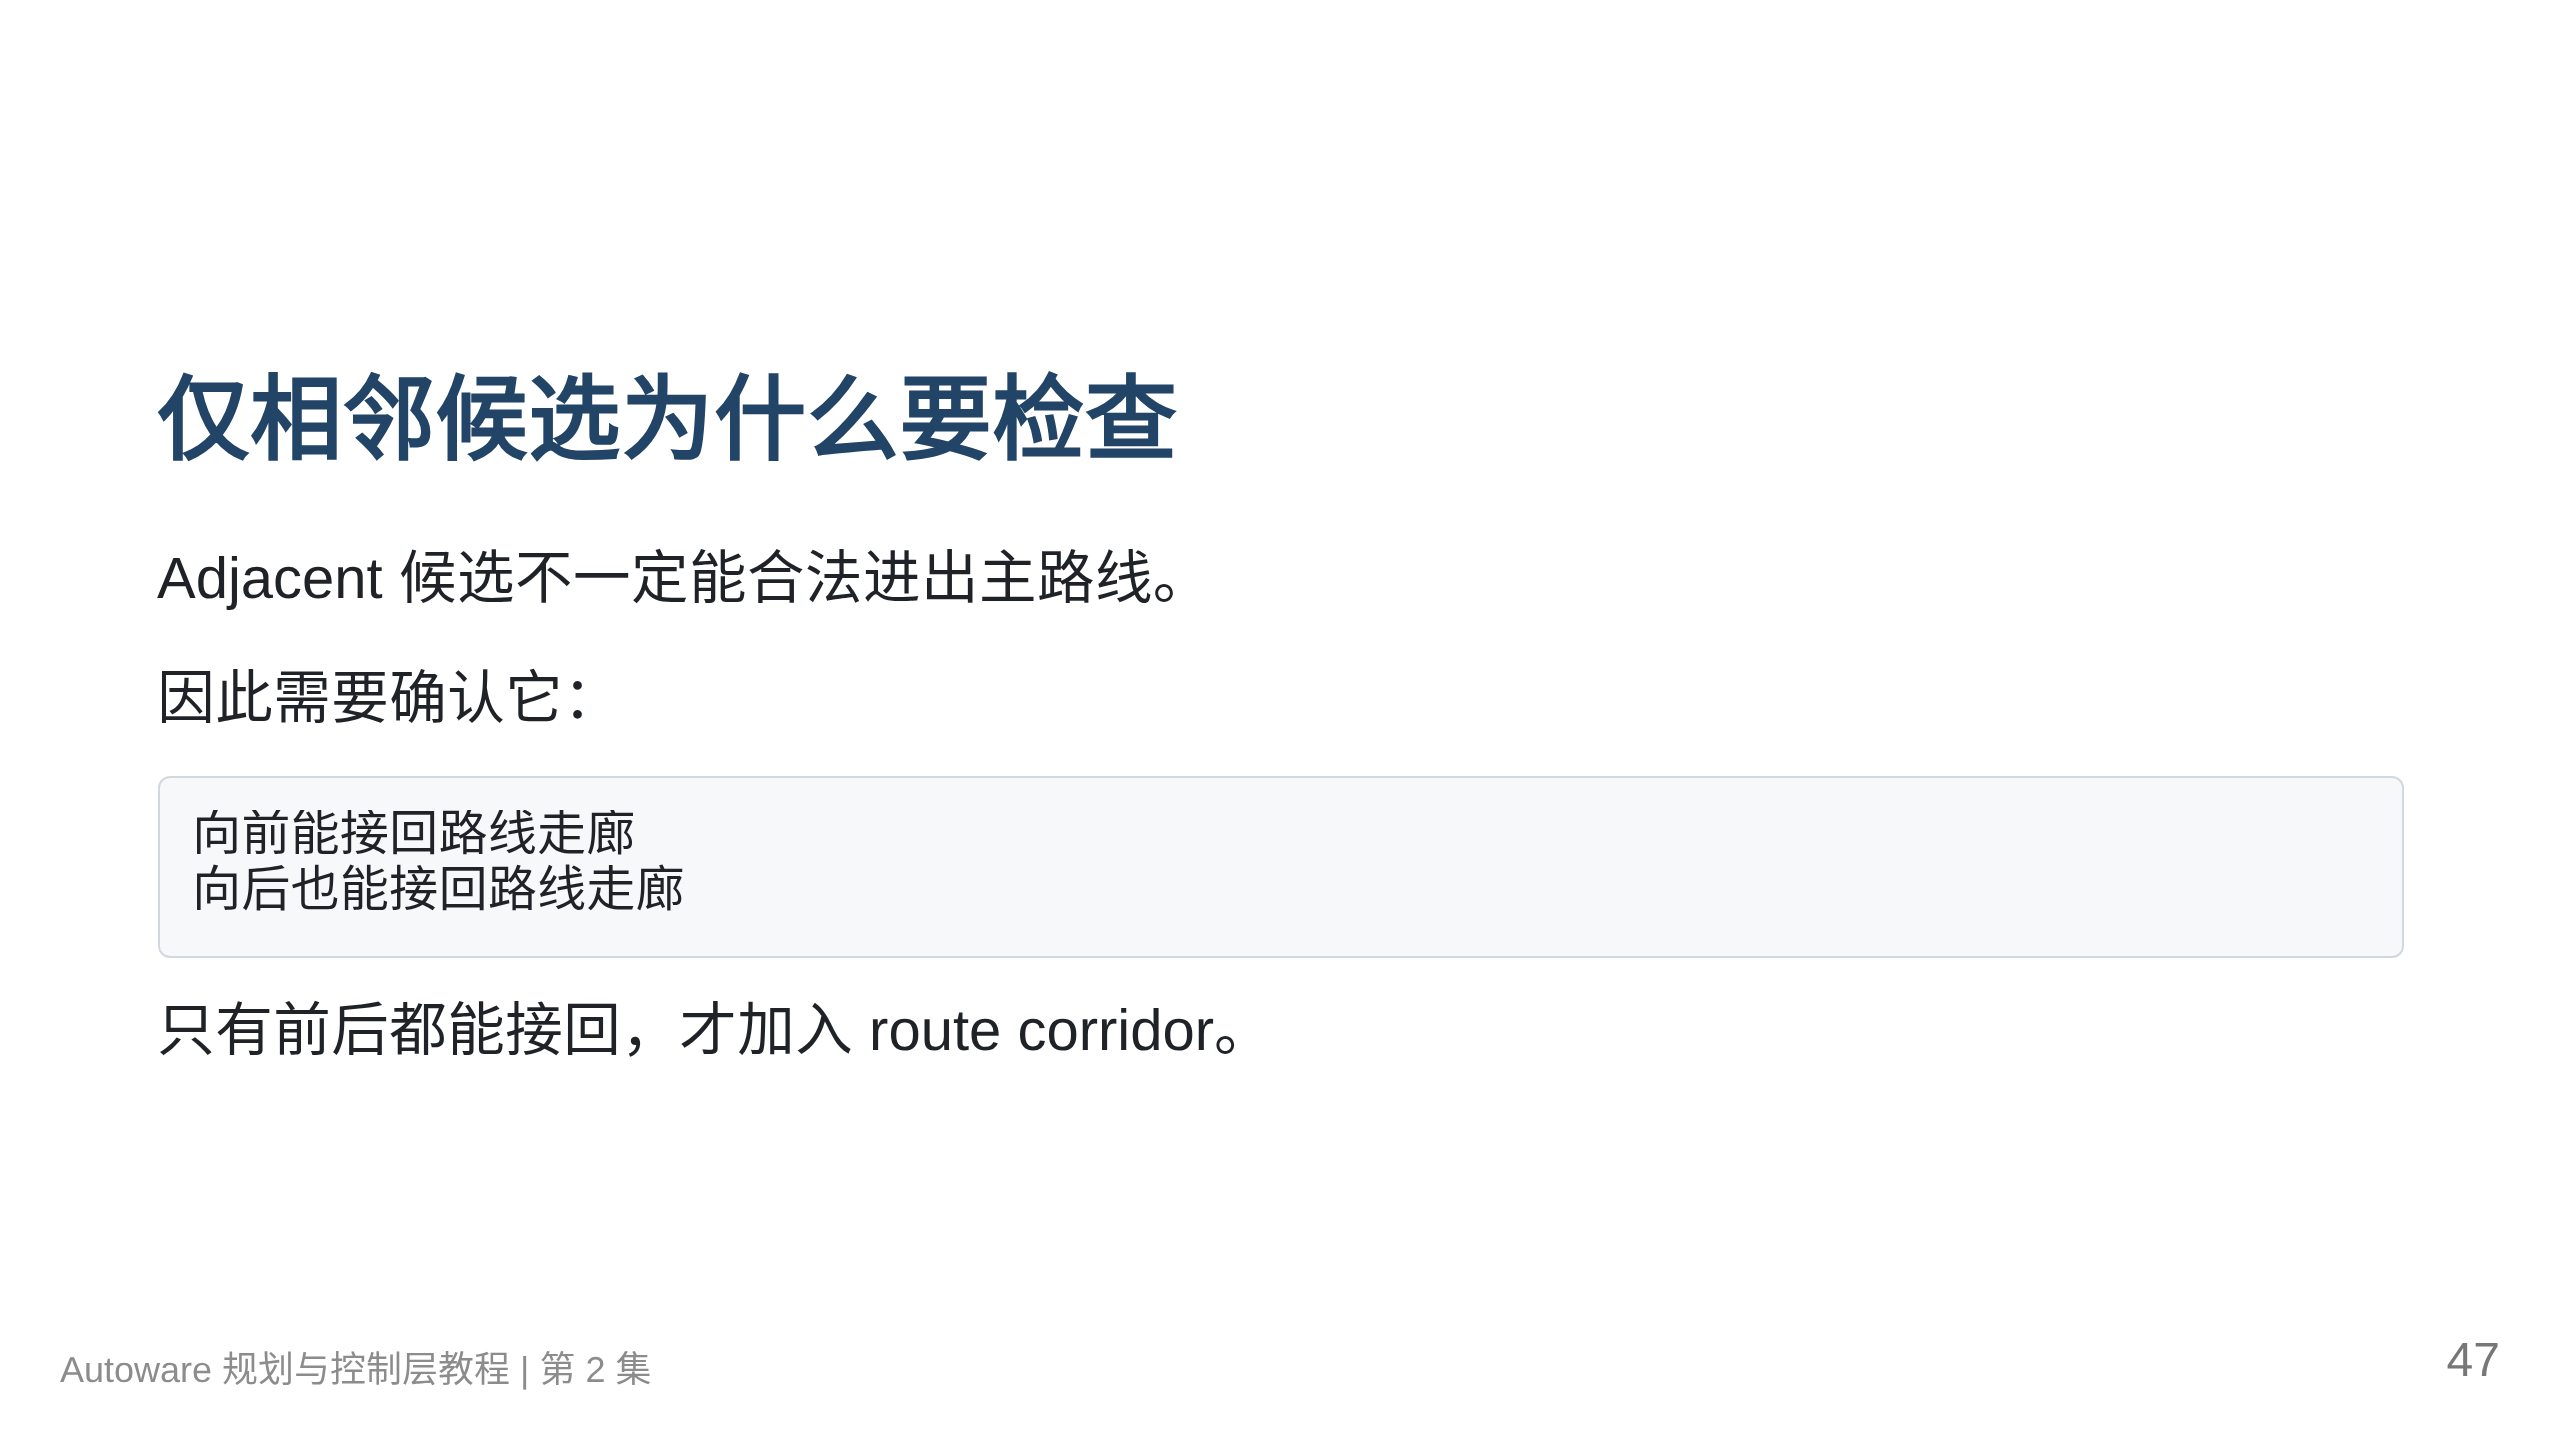 仅相邻候选为什么要检查
Adjacent 候选不一定能合法进出主路线。
因此需要确认它：
向前能接回路线走廊
向后也能接回路线走廊
只有前后都能接回，才加入 route corridor。
Autoware 规划与控制层教程 | 第 2 集
47